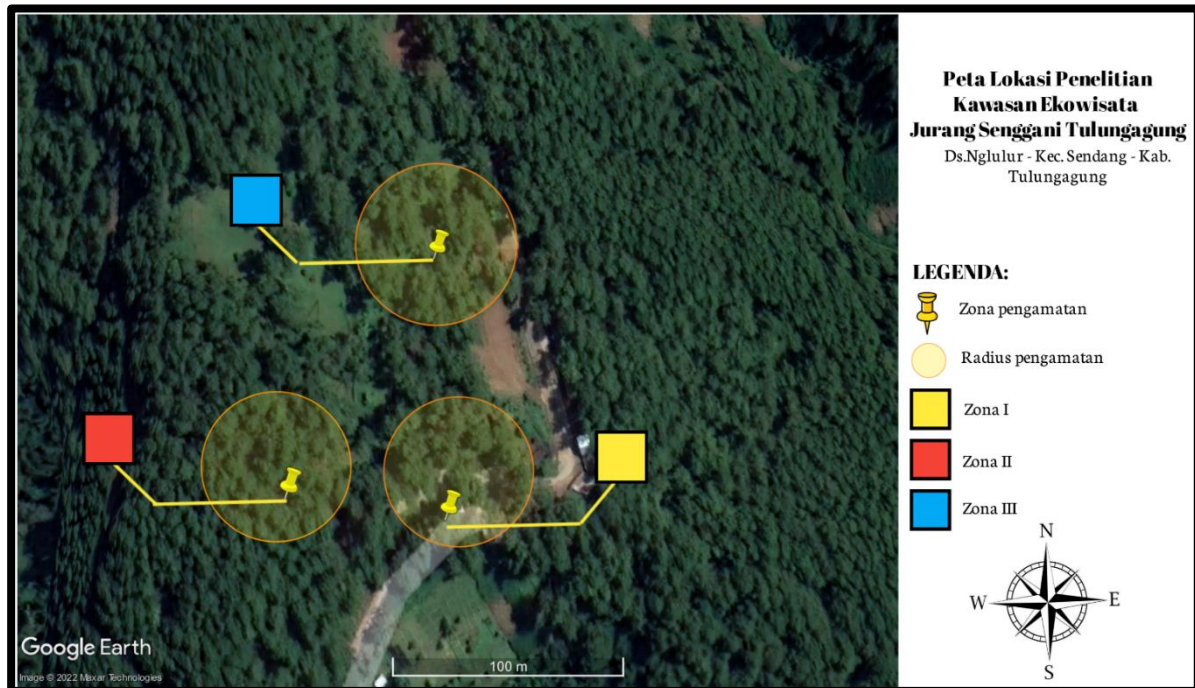 Peta Lokasi Penelitian
Kawasan Ekowisata
Jurang Senggani Tulungagung
Ds.Nglulur - Kec. Sendang - Kab.
Tulungagung
LEGENDA:
Zona pengamatan
Radius pengamatan
Zona I
Zona II
Zona III
N
W
E
S
100 m
Google Earth
Image © 2022 Maxar Technologies